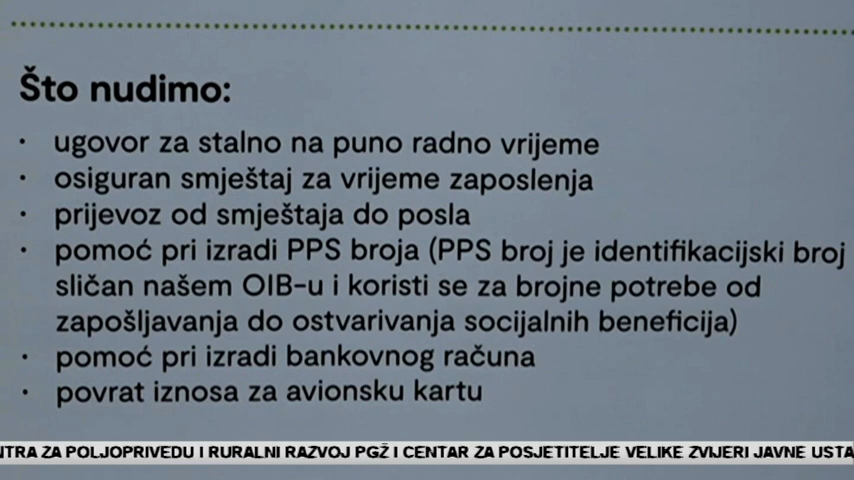 Što nudimo:
· ugovor za stalno na puno radno vrijeme
· osiguran smještaj za vrijeme zaposlenja
· prijevoz od smještaja do posla
· pomoć pri izradi PPS broja (PPS broj je identifikacijski broj
sličan našem OIB-u i koristi se za brojne potrebe od
zapošljavanja do ostvarivanja socijalnih beneficija)
· pomoć pri izradi bankovnog računa
· povrat iznosa za avionsku kartu
NTRA ZA POLJOPRIVEDU I RURALNI RAZVOJ PGŽ I CENTAR ZA POSJETITELJE VELIKE ZVIJERI JAVNE USTA